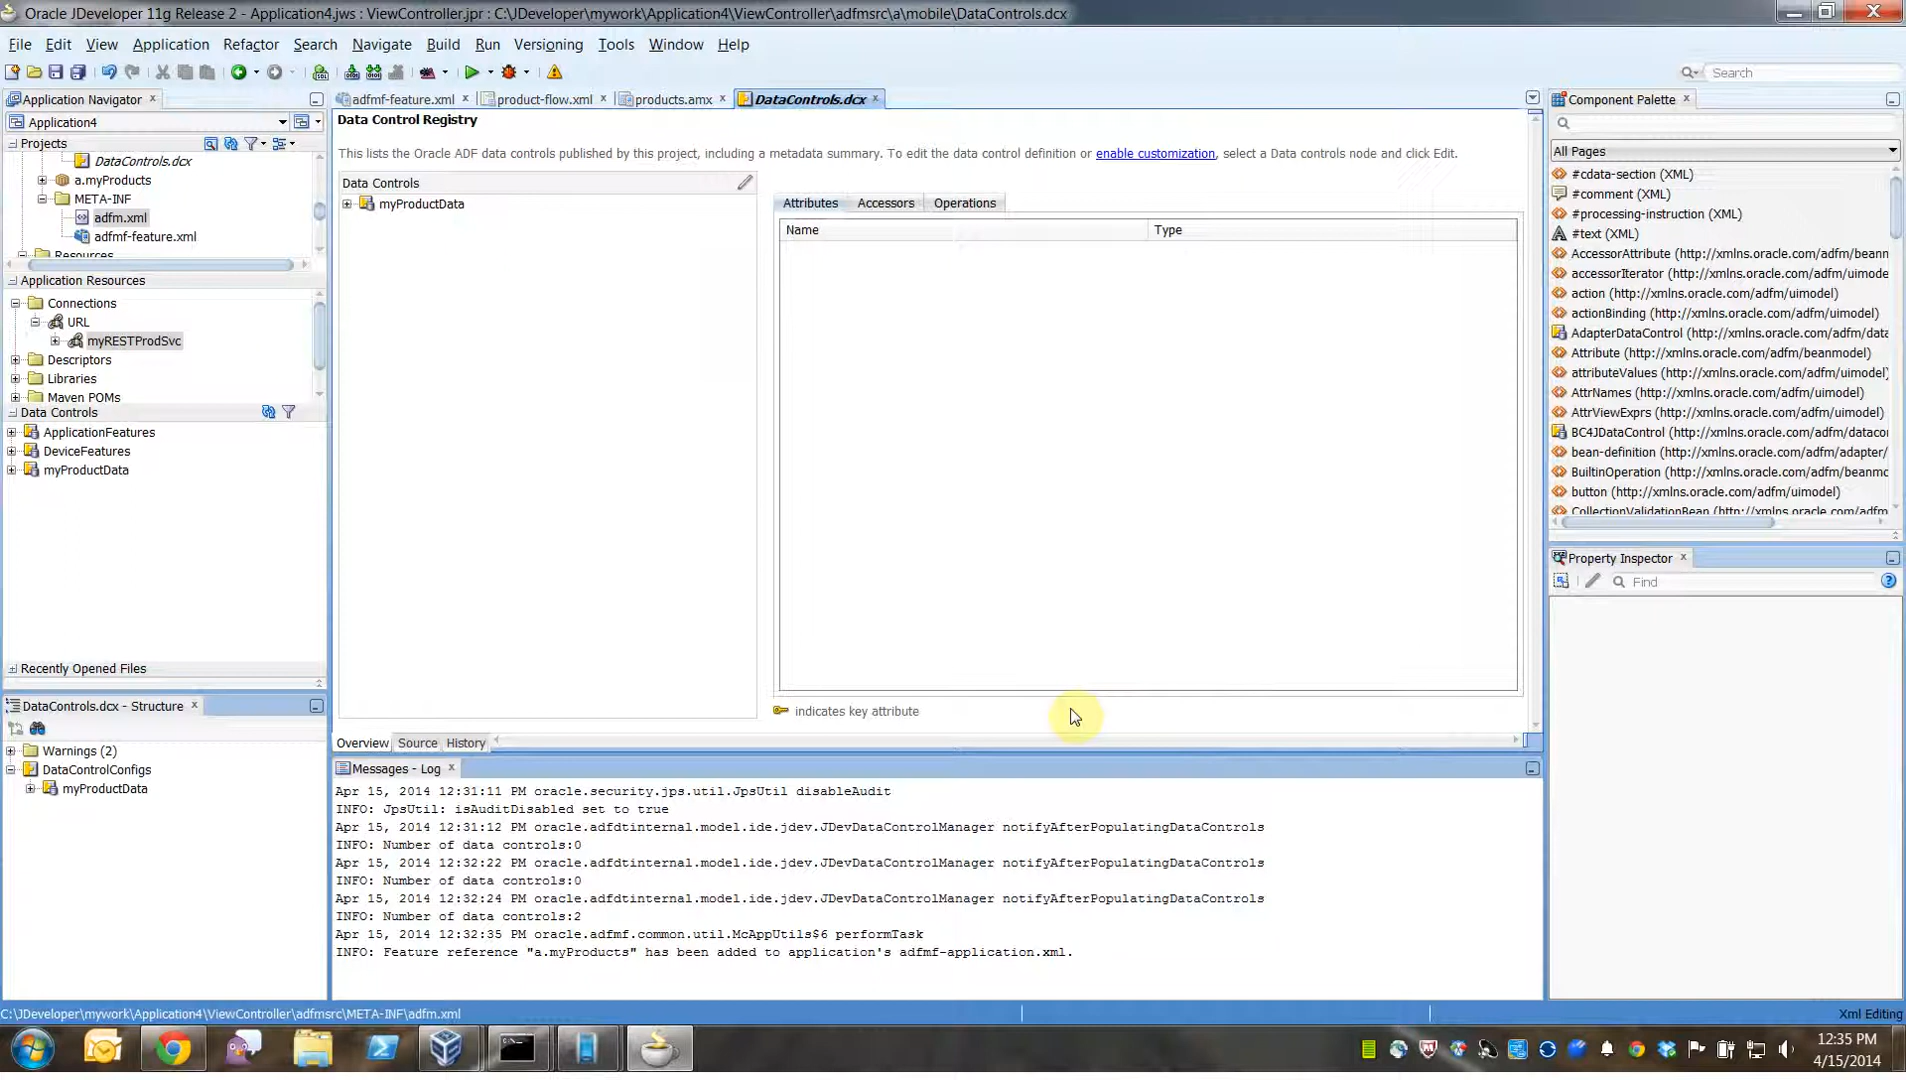 Oracle JDeveloper 11g Release 2 - Application4.jws : ViewController.jpr : C:\JDeveloper\mywork\Application4\ViewController\adfmsrc\a\mobile\DataControls.dcx
File Edit View Application Refactor Search Navigate Build Run Versioning Tools Window Help
Search
Application Navigator
Application4
Projects
DataControls.dcx
a.myProducts
META-INF
adfm.xml
adfmf-feature.xml
Resources
Application Resources
Connections
URL
myRESTProdSvc
Descriptors
Libraries
Maven POMs
Data Controls
ApplicationFeatures
DeviceFeatures
myProductData
Recently Opened Files
DataControls.dcx - Structure
Warnings (2)
DataControlConfigs
myProductData
adfmf-feature.xml product-flow.xml products.amx DataControls.dcx
Data Control Registry
This lists the Oracle ADF data controls published by this project, including a metadata summary. To edit the data control definition or enable customization, select a Data controls node and click Edit.
Data Controls
myProductData
Attributes Accessors Operations
Name Type
indicates key attribute
Overview Source History
Messages - Log
Apr 15, 2014 12:31:11 PM oracle.security.jps.util.JpsUtil disableAudit
INFO: JpsUtil: isAuditDisabled set to true
Apr 15, 2014 12:31:12 PM oracle.adfdtinternal.model.ide.jdev.JDevDataControlManager notifyAfterPopulatingDataControls
INFO: Number of data controls:0
Apr 15, 2014 12:32:22 PM oracle.adfdtinternal.model.ide.jdev.JDevDataControlManager notifyAfterPopulatingDataControls
INFO: Number of data controls:0
Apr 15, 2014 12:32:24 PM oracle.adfdtinternal.model.ide.jdev.JDevDataControlManager notifyAfterPopulatingDataControls
INFO: Number of data controls:2
Apr 15, 2014 12:32:35 PM oracle.adfmf.common.util.McAppUtils$6 performTask
INFO: Feature reference "a.myProducts" has been added to application's adfmf-application.xml.
Component Palette
All Pages
#cdata-section (XML)
#comment (XML)
#processing-instruction (XML)
#text (XML)
AccessorAttribute (http://xmlns.oracle.com/adfm/beanm
accessorIterator (http://xmlns.oracle.com/adfm/uimode
action (http://xmlns.oracle.com/adfm/uimodel)
actionBinding (http://xmlns.oracle.com/adfm/uimodel)
AdapterDataControl (http://xmlns.oracle.com/adfm/data
Attribute (http://xmlns.oracle.com/adfm/beanmodel)
attributeValues (http://xmlns.oracle.com/adfm/uimodel)
AttrNames (http://xmlns.oracle.com/adfm/uimodel)
AttrViewExprs (http://xmlns.oracle.com/adfm/uimodel)
BC4JDataControl (http://xmlns.oracle.com/adfm/datacor
bean-definition (http://xmlns.oracle.com/adfm/adapter/
BuiltinOperation (http://xmlns.oracle.com/adfm/beanmo
button (http://xmlns.oracle.com/adfm/uimodel)
CollectionValidationBean (http://xmlns.oracle.com/adfm
Property Inspector
Find
C:\JDeveloper\mywork\Application4\ViewController\adfmsrc\META-INF\adfm.xml
Xml Editing
12:35 PM
4/15/2014